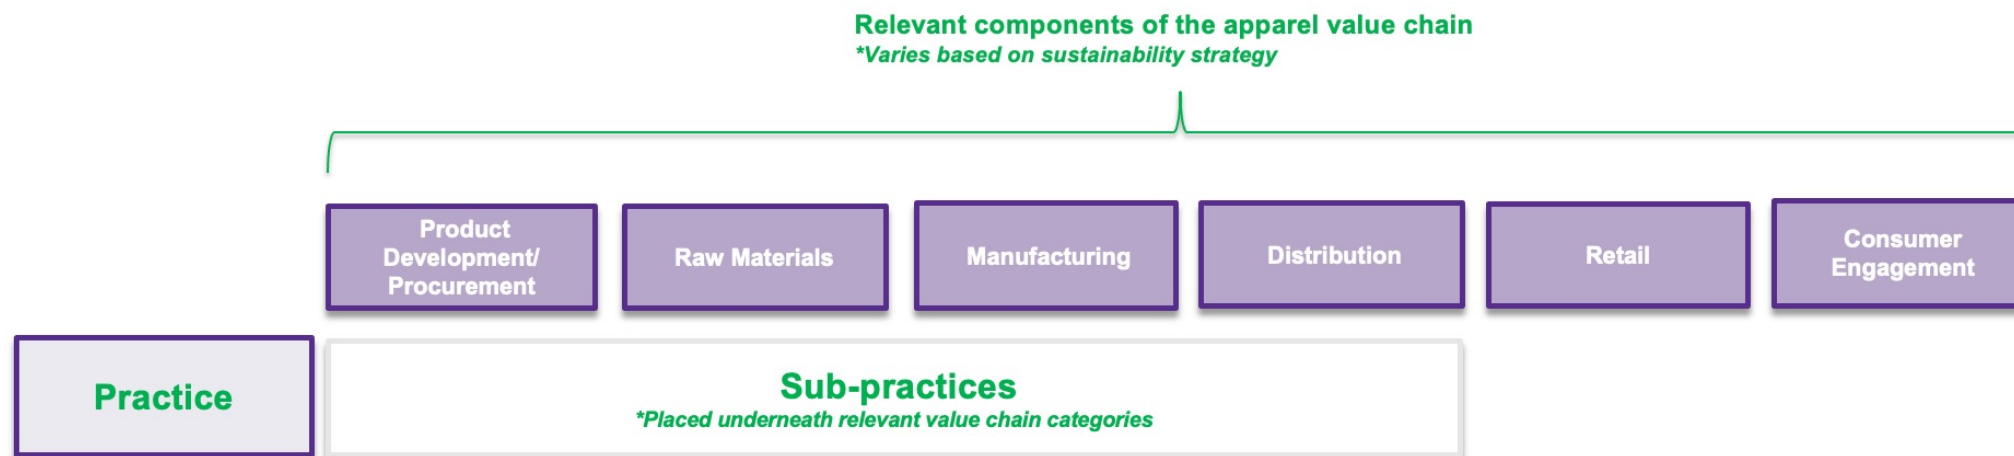 Relevant components of the apparel value chain
*Varies based on sustainability strategy
Product
Development/
Procurement
Raw Materials
Manufacturing
Distribution
Retail
Consumer
Engagement
Practice
Sub-practices
*Placed underneath relevant value chain categories